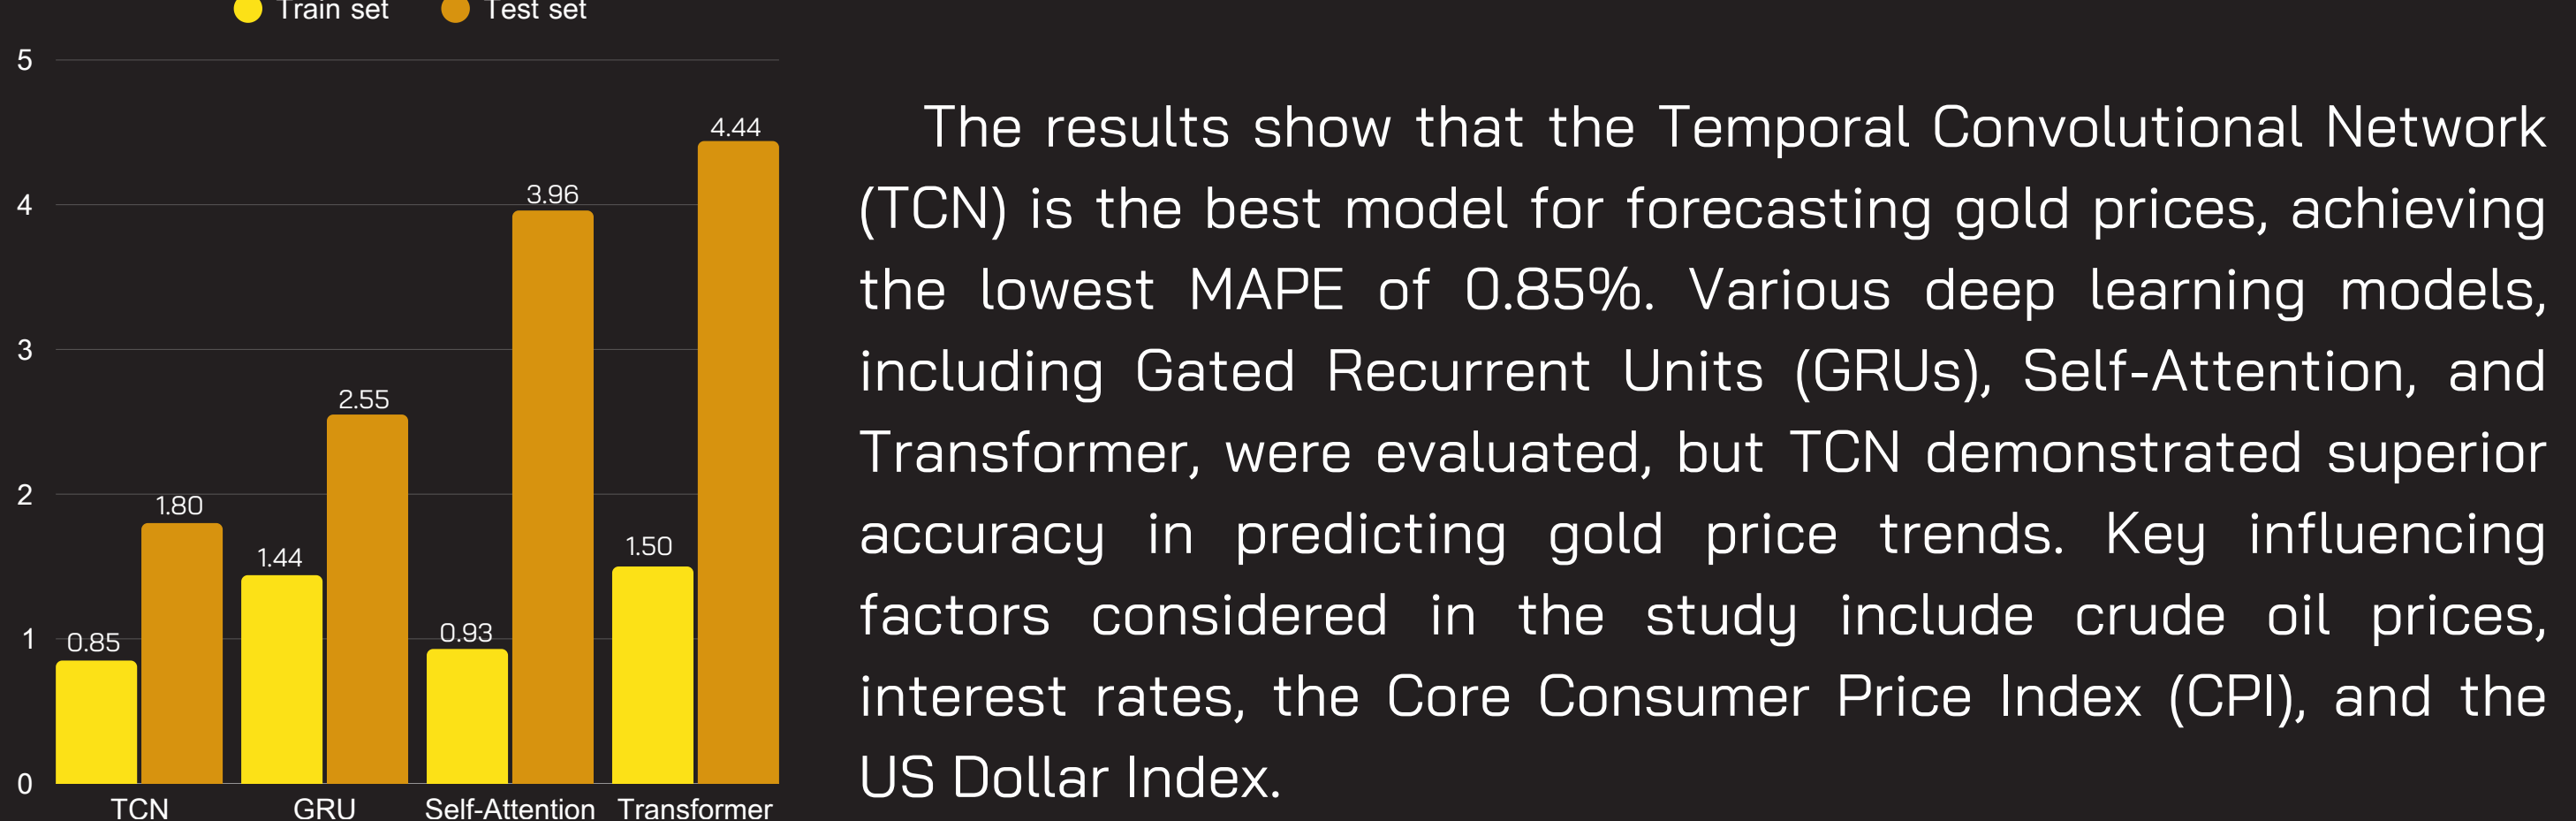 Train set Test set
5
4.44
4
3.96
3
2.55
2
1.80
1.44
1.50
1
0.85
0.93
0
TCN GRU Self-Attention Transformer
The results show that the Temporal Convolutional Network
(TCN) is the best model for forecasting gold prices, achieving
the lowest MAPE of 0.85%. Various deep learning models,
including Gated Recurrent Units (GRUs), Self-Attention, and
Transformer, were evaluated, but TCN demonstrated superior
accuracy in predicting gold price trends. Key influencing
factors considered in the study include crude oil prices,
interest rates, the Core Consumer Price Index (CPI), and the
US Dollar Index.